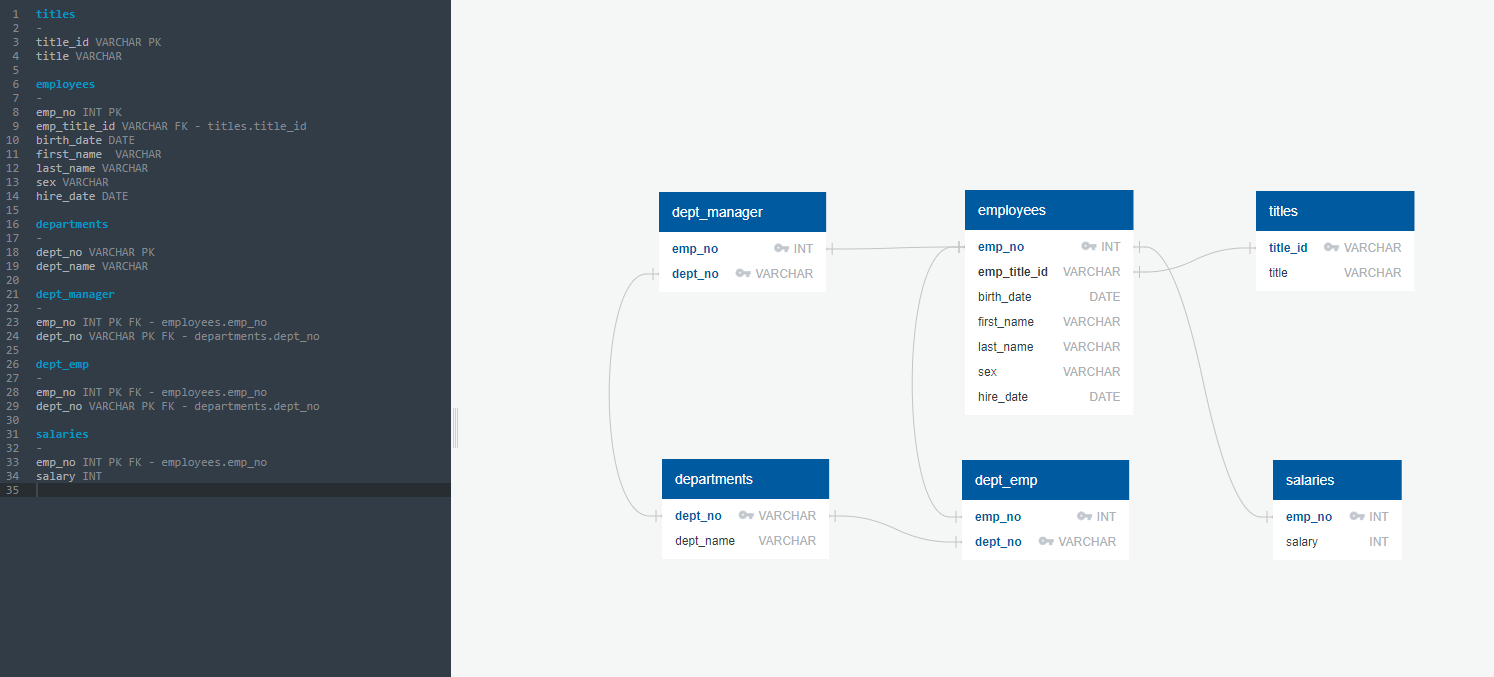 1 titles
2 -
3 title_id VARCHAR PK
4 title VARCHAR
5
6 employees
7 -
8 emp_no INT PK
9 emp_title_id VARCHAR FK - titles.title_id
10 birth_date DATE
11 first_name  VARCHAR
12 last_name VARCHAR
13 sex VARCHAR
14 hire_date DATE
15
16 departments
17 -
18 dept_no VARCHAR PK
19 dept_name VARCHAR
20
21 dept_manager
22 -
23 emp_no INT PK FK - employees.emp_no
24 dept_no VARCHAR PK FK - departments.dept_no
25
26 dept_emp
27 -
28 emp_no INT PK FK - employees.emp_no
29 dept_no VARCHAR PK FK - departments.dept_no
30
31 salaries
32 -
33 emp_no INT PK FK - employees.emp_no
34 salary INT
35
dept_manager
emp_no INT
dept_no VARCHAR
employees
emp_no INT
emp_title_id VARCHAR
birth_date DATE
first_name VARCHAR
last_name VARCHAR
sex VARCHAR
hire_date DATE
titles
title_id VARCHAR
title VARCHAR
departments
dept_no VARCHAR
dept_name VARCHAR
dept_emp
emp_no INT
dept_no VARCHAR
salaries
emp_no INT
salary INT